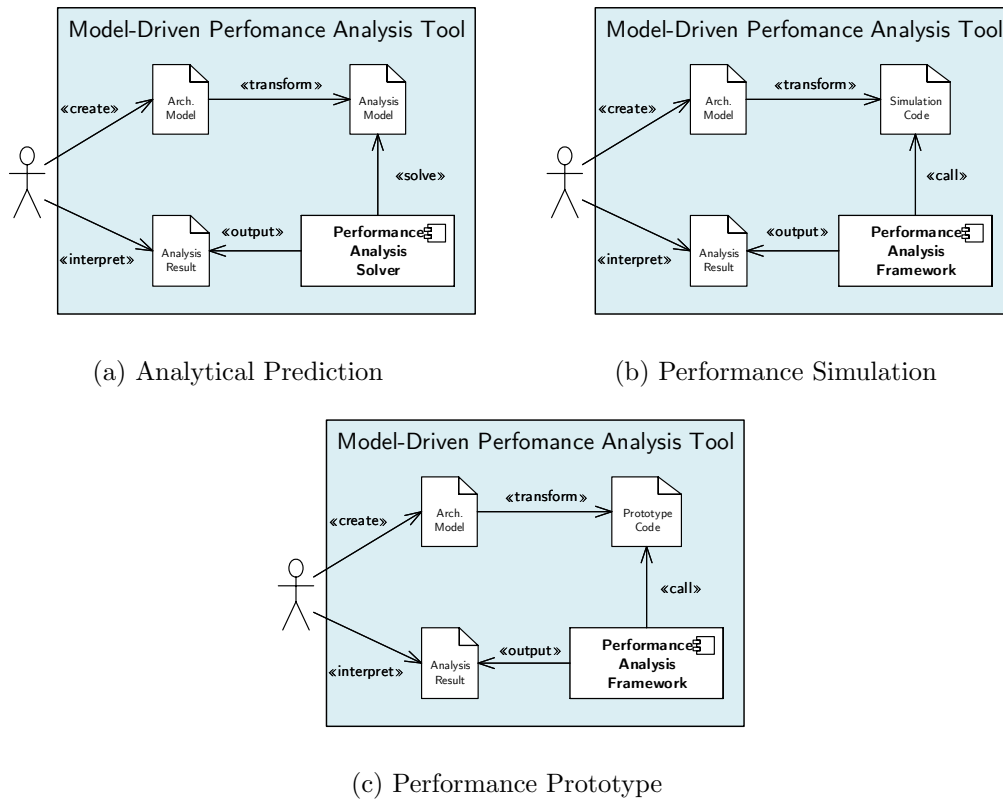 Model-Driven Perfomance Analysis Tool
«create»
Arch.
Model
«transform»
Analysis
Model
«solve»
«interpret»
Analysis
Result
«output»
Performance
Analysis
Solver
(a) Analytical Prediction
Model-Driven Perfomance Analysis Tool
«create»
Arch.
Model
«transform»
Simulation
Code
«call»
«interpret»
Analysis
Result
«output»
Performance
Analysis
Framework
(b) Performance Simulation
Model-Driven Perfomance Analysis Tool
«create»
Arch.
Model
«transform»
Prototype
Code
«call»
«interpret»
Analysis
Result
«output»
Performance
Analysis
Framework
(c) Performance Prototype